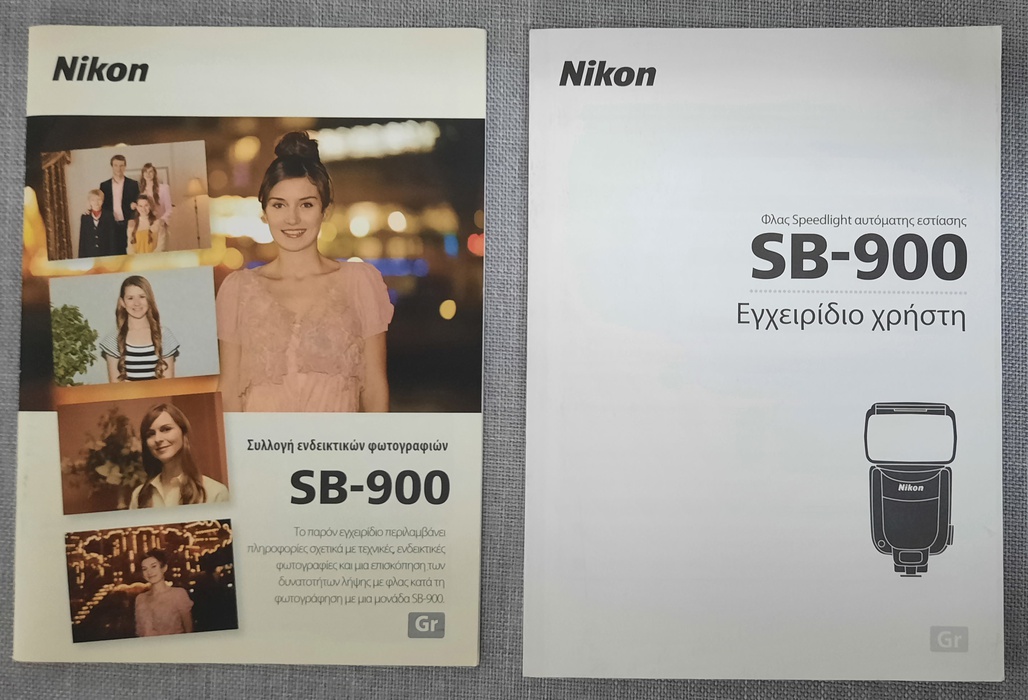 Nikon
Συλλογή ενδεικτικών φωτογραφιών
SB-900
Το παρόν εγχειρίδιο περιλαμβάνει
πληροφορίες σχετικά με τεχνικές, ενδεικτικές
φωτογραφίες και μια επισκόπηση των
δυνατοτήτων λήψης με φλας κατά τη
φωτογράφηση με μια μονάδα SB-900.
Gr
Nikon
Φλας Speedlight αυτόματης εστίασης
SB-900
Εγχειρίδιο χρήστη
Nikon
Gr